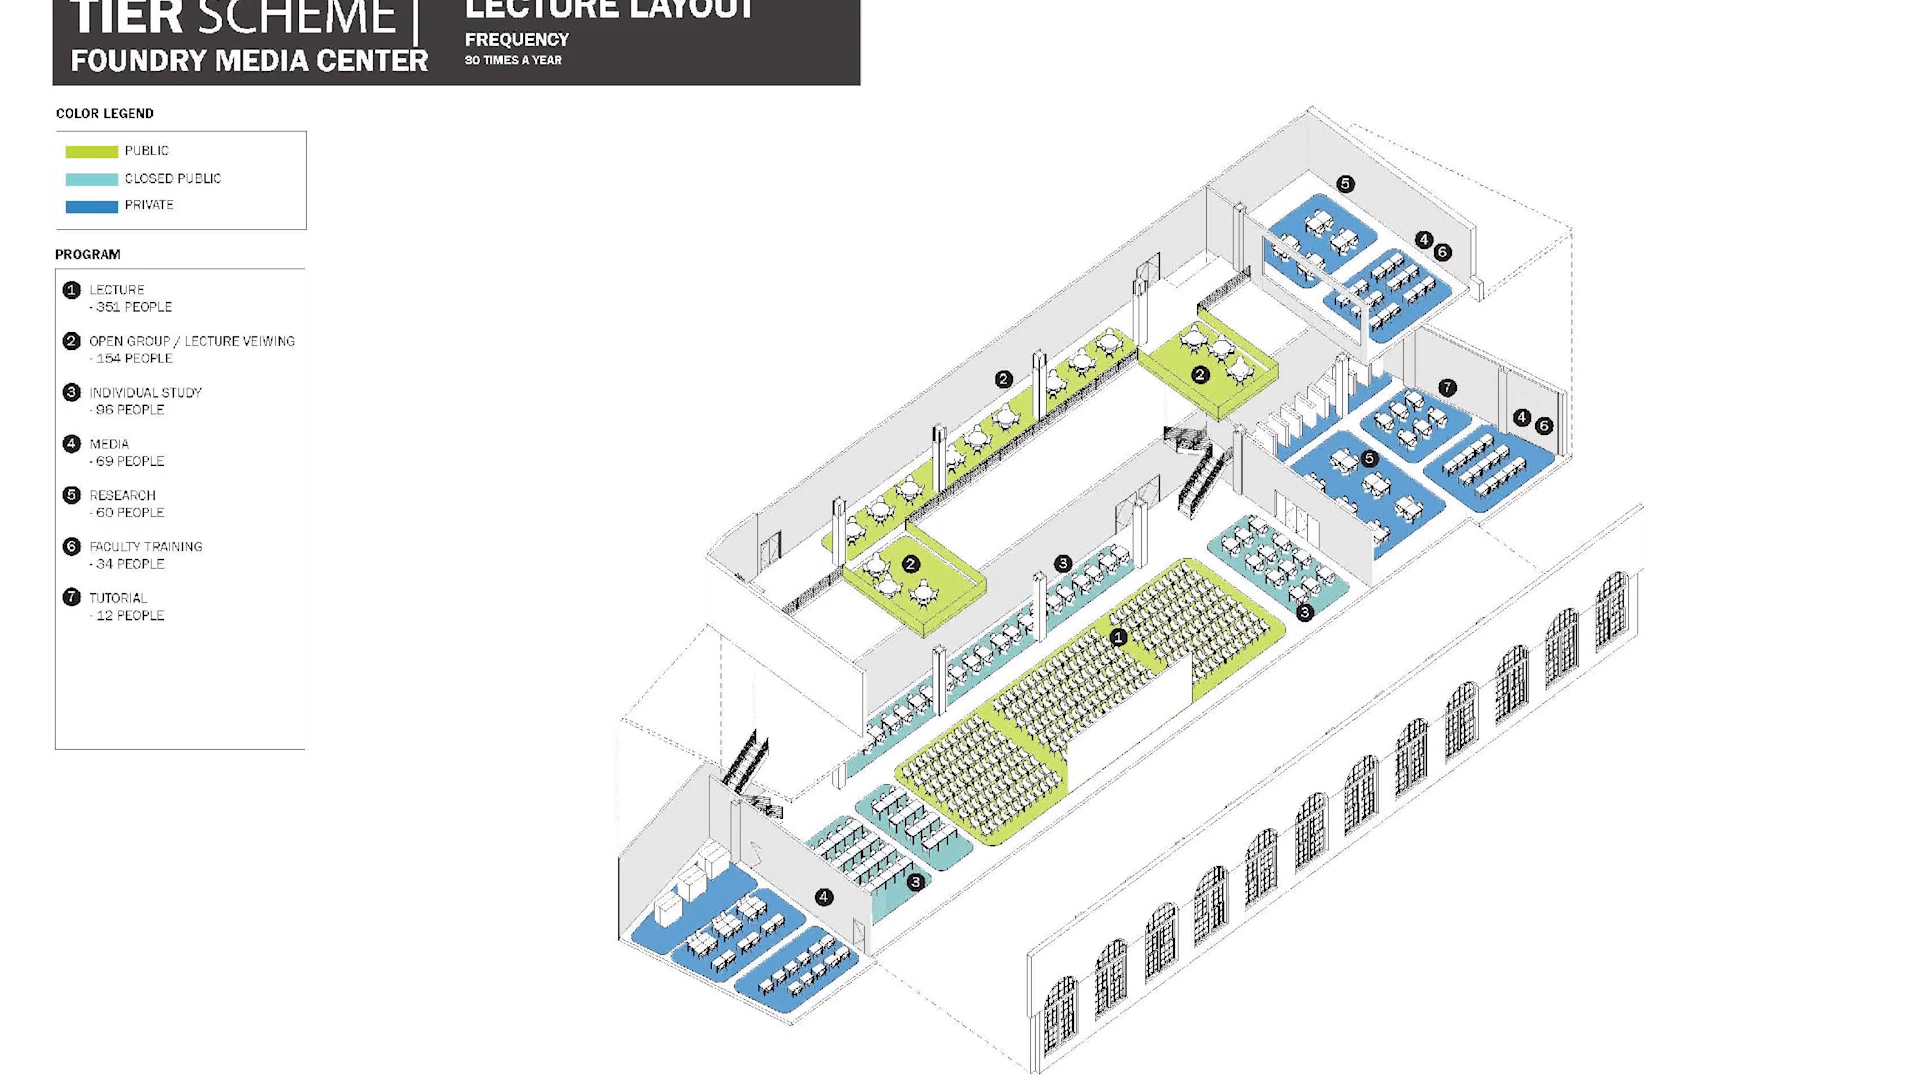 TIER SCHEME |
FOUNDRY MEDIA CENTER
LECTURE LAYOUT
FREQUENCY
30 TIMES A YEAR
COLOR LEGEND
PUBLIC
CLOSED PUBLIC
PRIVATE
PROGRAM
1 LECTURE
- 351 PEOPLE
2 OPEN GROUP / LECTURE VEIWING
- 154 PEOPLE
3 INDIVIDUAL STUDY
- 96 PEOPLE
4 MEDIA
- 69 PEOPLE
5 RESEARCH
- 60 PEOPLE
6 FACULTY TRAINING
- 34 PEOPLE
7 TUTORIAL
- 12 PEOPLE
5
4 6
2
2
7
4 6
5
2
3
3
1
3
4